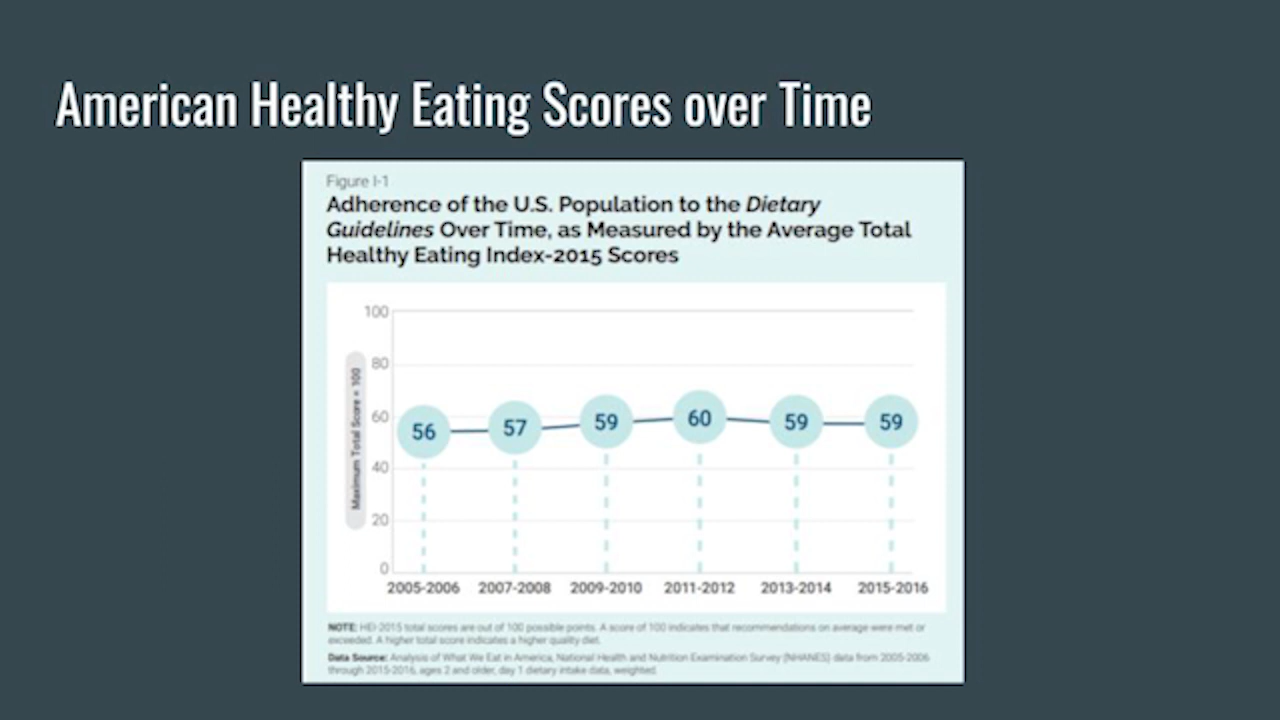 American Healthy Eating Scores over Time
Figure I-1
Adherence of the U.S. Population to the Dietary
Guidelines Over Time, as Measured by the Average Total
Healthy Eating Index-2015 Scores
Maximum Total Score = 100
100
80
60
40
20
0
56
57
59
60
59
59
2005-2006
2007-2008
2009-2010
2011-2012
2013-2014
2015-2016
NOTE: HEI-2015 total scores are out of 100 possible points. A score of 100 indicates that recommendations on average were met or
exceeded. A higher total score indicates a higher quality diet.
Data Source: Analysis of What We Eat in America, National Health and Nutrition Examination Survey (NHANES) data from 2005-2006
through 2015-2016, ages 2 and older, day 1 dietary intake data, weighted.